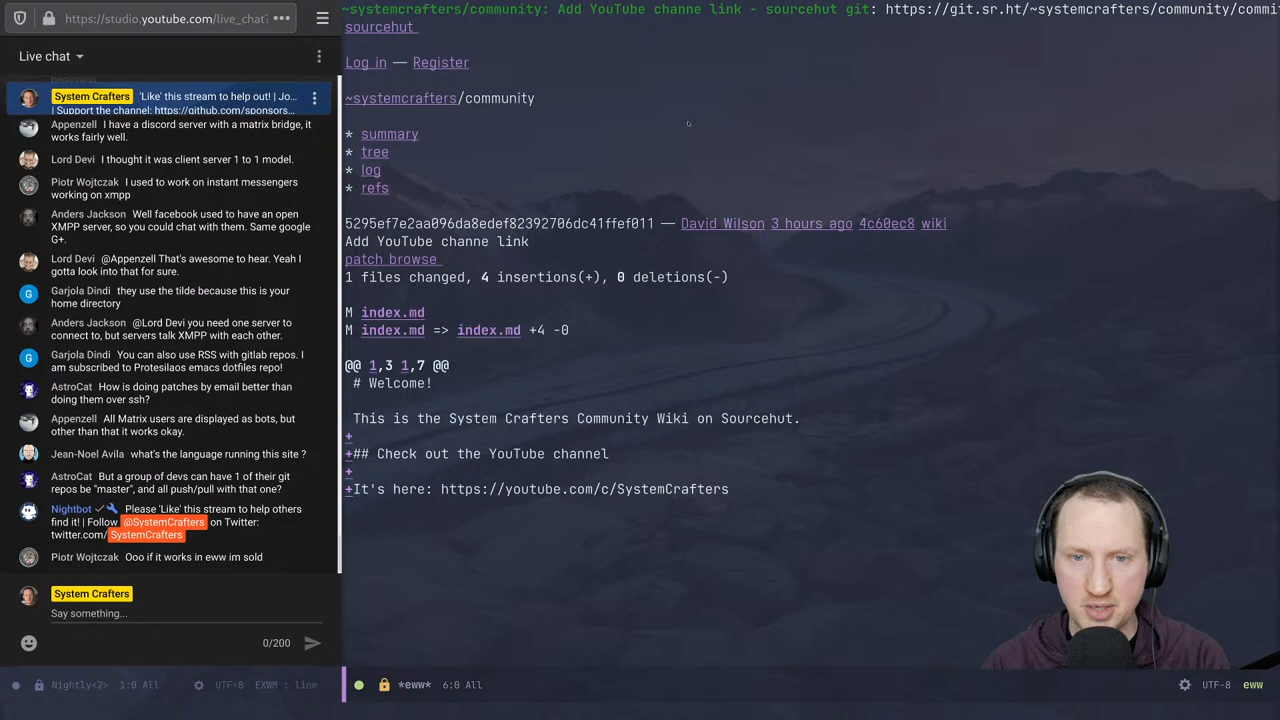 https://studio.youtube.com/live_chat? •••
Live chat
beginning
System Crafters 'Like' this stream to help out! | Jo...
| Support the channel: https://github.com/sponsors...
Appenzell I have a discord server with a matrix bridge, it
works fairly well.
Lord Devi I thought it was client server 1 to 1 model.
Piotr Wojtczak I used to work on instant messengers
working on xmpp
Anders Jackson Well facebook used to have an open
XMPP server, so you could chat with them. Same google
G+.
Lord Devi @Appenzell That's awesome to hear. Yeah I
gotta look into that for sure.
G Garjola Dindi they use the tilde because this is your
home directory
Anders Jackson @Lord Devi you need one server to
connect to, but servers talk XMPP with each other.
G Garjola Dindi You can also use RSS with gitlab repos. I
am subscribed to Protesilaos emacs dotfiles repo!
AstroCat How is doing patches by email better than
doing them over ssh?
Appenzell All Matrix users are displayed as bots, but
other than that it works okay.
Jean-Noel Avila what's the language running this site ?
AstroCat But a group of devs can have 1 of their git
repos be "master", and all push/pull with that one?
Nightbot Please 'Like' this stream to help others
find it! | Follow @SystemCrafters on Twitter:
twitter.com/SystemCrafters
Piotr Wojtczak Ooo if it works in eww im sold
System Crafters
Say something...
0/200
Nightly<2> 1:0 All UTF-8 EXWM : line
~systemcrafters/community: Add YouTube channe link - sourcehut git: https://git.sr.ht/~systemcrafters/community/commi
sourcehut
Log in — Register
~systemcrafters/community
* summary
* tree
* log
* refs
5295ef7e2aa096da8edef82392706dc41ffef011 — David Wilson 3 hours ago 4c60ec8 wiki
Add YouTube channe link
patch browse
1 files changed, 4 insertions(+), 0 deletions(-)
M index.md
M index.md => index.md +4 -0
@@ 1,3 1,7 @@
# Welcome!
This is the System Crafters Community Wiki on Sourcehut.
+
+## Check out the YouTube channel
+
+It's here: https://youtube.com/c/SystemCrafters
*eww* 6:0 All UTF-8 eww